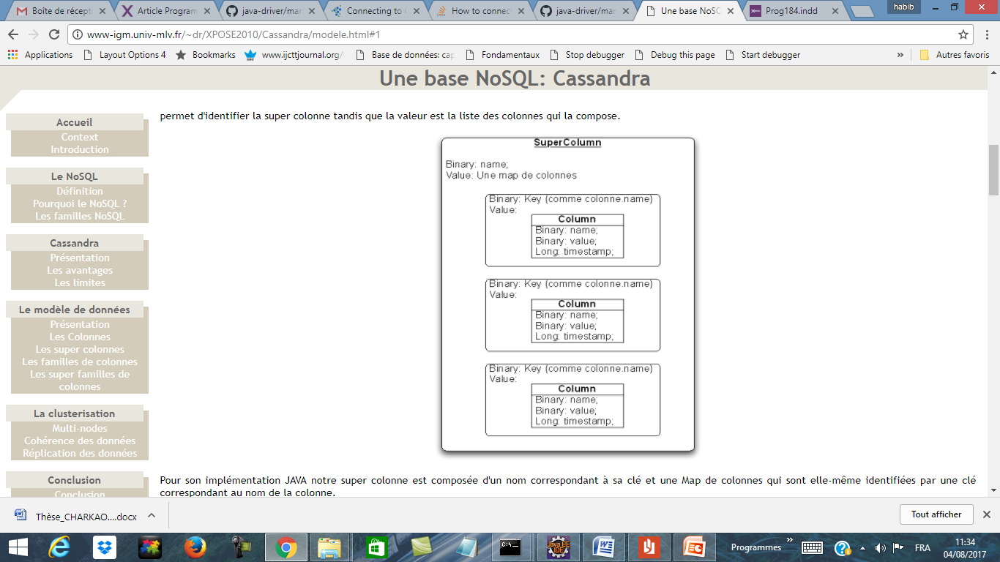 Boîte de récept
Article Program
java-driver/man
Connecting to C
How to connec
java-driver/man
Une base NoSQ
Prog184.indd
habib
www-igm.univ-mlv.fr/~dr/XPOSE2010/Cassandra/modele.html#1
Applications
Layout Options 4
Bookmarks
www.ijcttjournal.org/
Base de données: cap
Fondamentaux
Stop debugger
Debug this page
Start debugger
»
Autres favoris
Une base NoSQL: Cassandra
Accueil
Context
Introduction
Le NoSQL
Définition
Pourquoi le NoSQL ?
Les familles NoSQL
Cassandra
Présentation
Les avantages
Les limites
Le modèle de données
Présentation
Les Colonnes
Les super colonnes
Les familles de colonnes
Les super familles de
colonnes
La clusterisation
Multi-nodes
Cohérence des données
Réplication des données
Conclusion
Conclusion
permet d'identifier la super colonne tandis que la valeur est la liste des colonnes qui la compose.
SuperColumn
Binary: name;
Value: Une map de colonnes
Binary: Key (comme colonne.name)
Value:
Column
Binary: name;
Binary: value;
Long: timestamp;
Binary: Key (comme colonne.name)
Value:
Column
Binary: name;
Binary: value;
Long: timestamp;
Binary: Key (comme colonne.name)
Value:
Column
Binary: name;
Binary: value;
Long: timestamp;
Pour son implémentation JAVA notre super colonne est composée d'un nom correspondant à sa clé et une Map de colonnes qui sont elle-même identifiées par une clé
correspondant au nom de la colonne.
Thèse_CHARKAO....docx
Tout afficher
Java EE
IDE
Programmes
»
FRA
11:34
04/08/2017